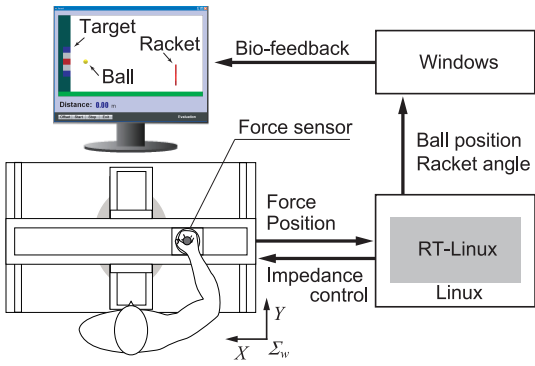 Target
Racket
Ball
Distance: 0.00 m
Offset Start Stop Exit
Evaluation
Bio-feedback
Windows
Force sensor
Ball position
Racket angle
Force
Position
RT-Linux
Linux
Impedance
control
Y
X Σw